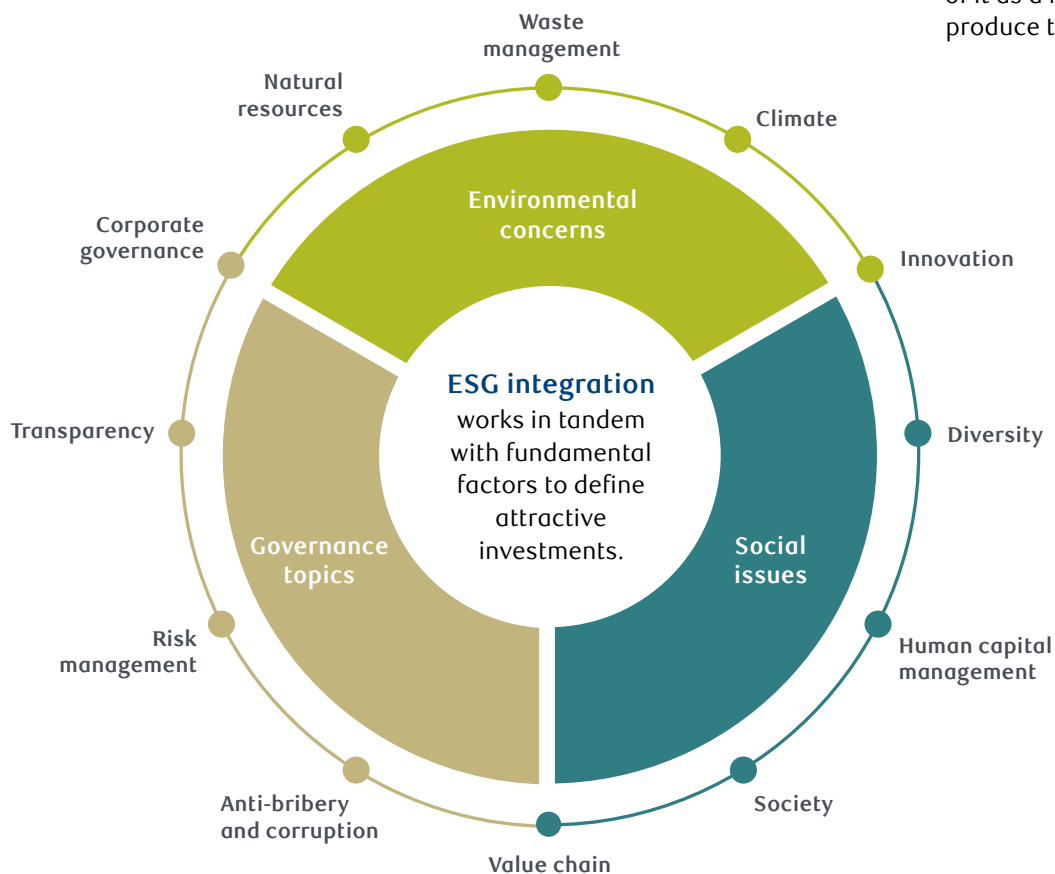 produce t
Waste
management
Natural
resources
Climate
Environmental
concerns
Corporate
governance
Innovation
ESG integration
works in tandem
with fundamental
factors to define
attractive
investments.
Transparency
Diversity
Governance
topics
Social
issues
Risk
management
Human capital
management
Anti-bribery
and corruption
Society
Value chain